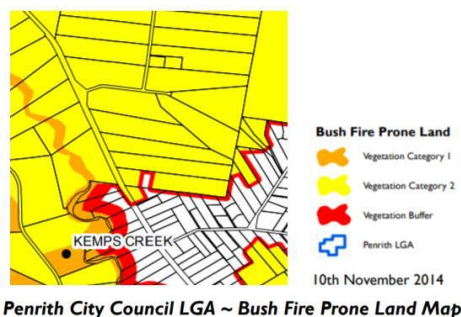 KEMPS CREEK
Bush Fire Prone Land
Vegetation Category 1
Vegetation Category 2
Vegetation Buffer
Penrith LGA
10th November 2014
Penrith City Council LGA ~ Bush Fire Prone Land Map